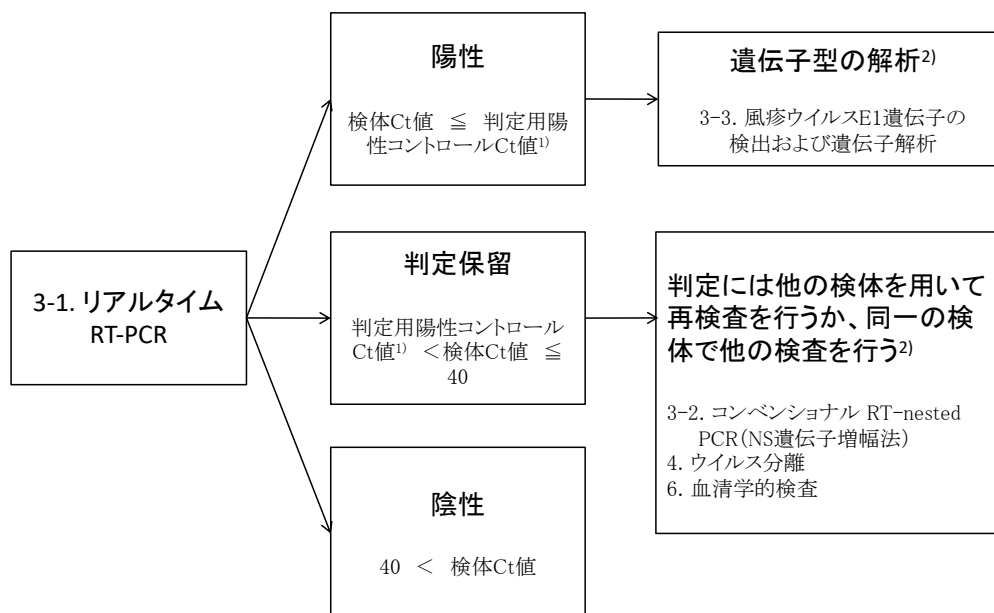 3-1. リアルタイム
RT-PCR
陽性
検体Ct値 ≦ 判定用陽
性コントロールCt値1)
遺伝子型の解析2)
3-3. 風疹ウイルスE1遺伝子の
検出および遺伝子解析
判定保留
判定用陽性コントロール
Ct値1) <検体Ct値 ≦
40
判定には他の検体を用いて
再検査を行うか、同一の検
体で他の検査を行う2)
3-2. コンベンショナル RT-nested
PCR(NS遺伝子増幅法)
4. ウイルス分離
6. 血清学的検査
陰性
40 < 検体Ct値